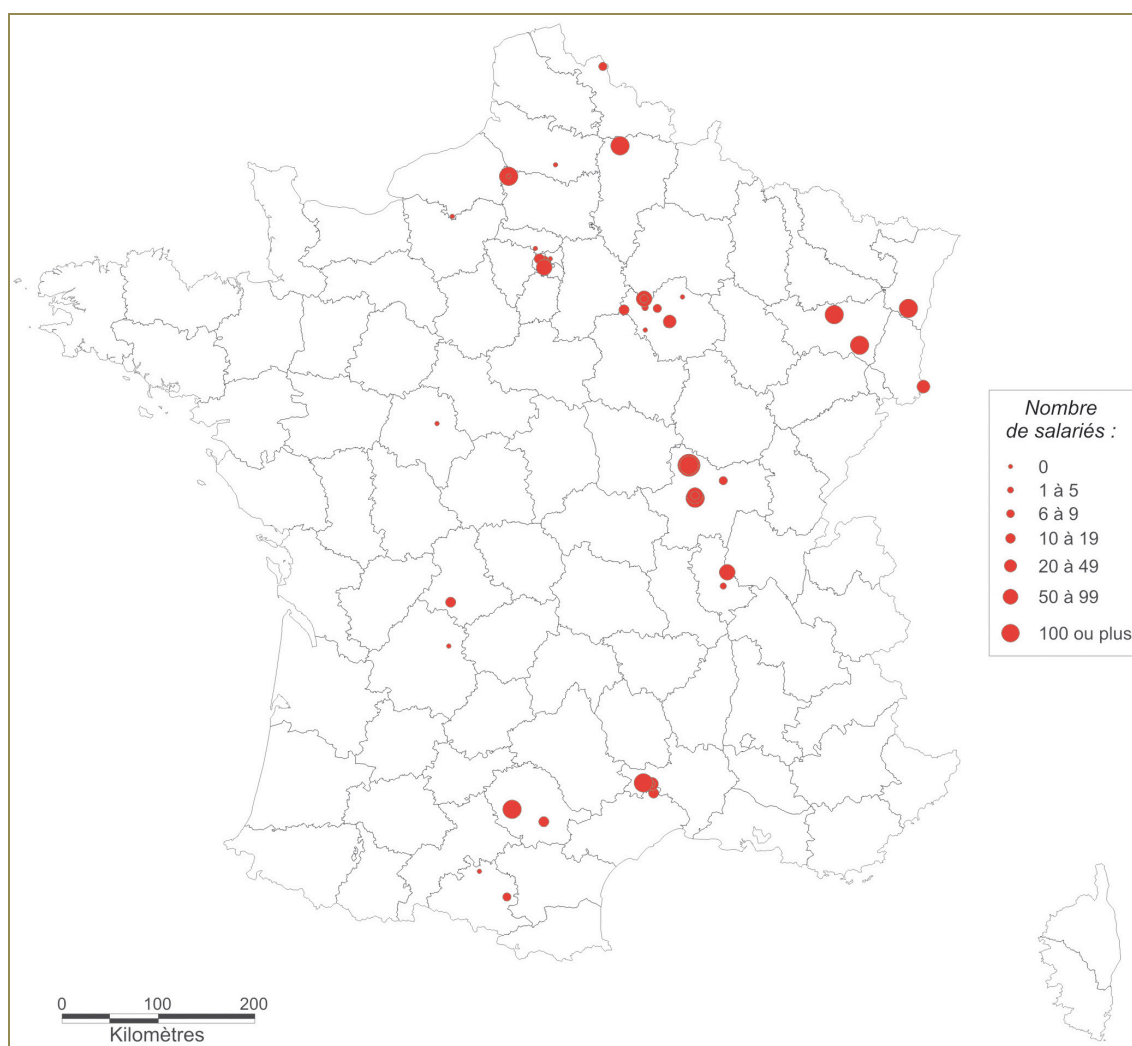 Nombre
de salariés :
0
1 à 5
6 à 9
10 à 19
20 à 49
50 à 99
100 ou plus
0 100 200
Kilomètres